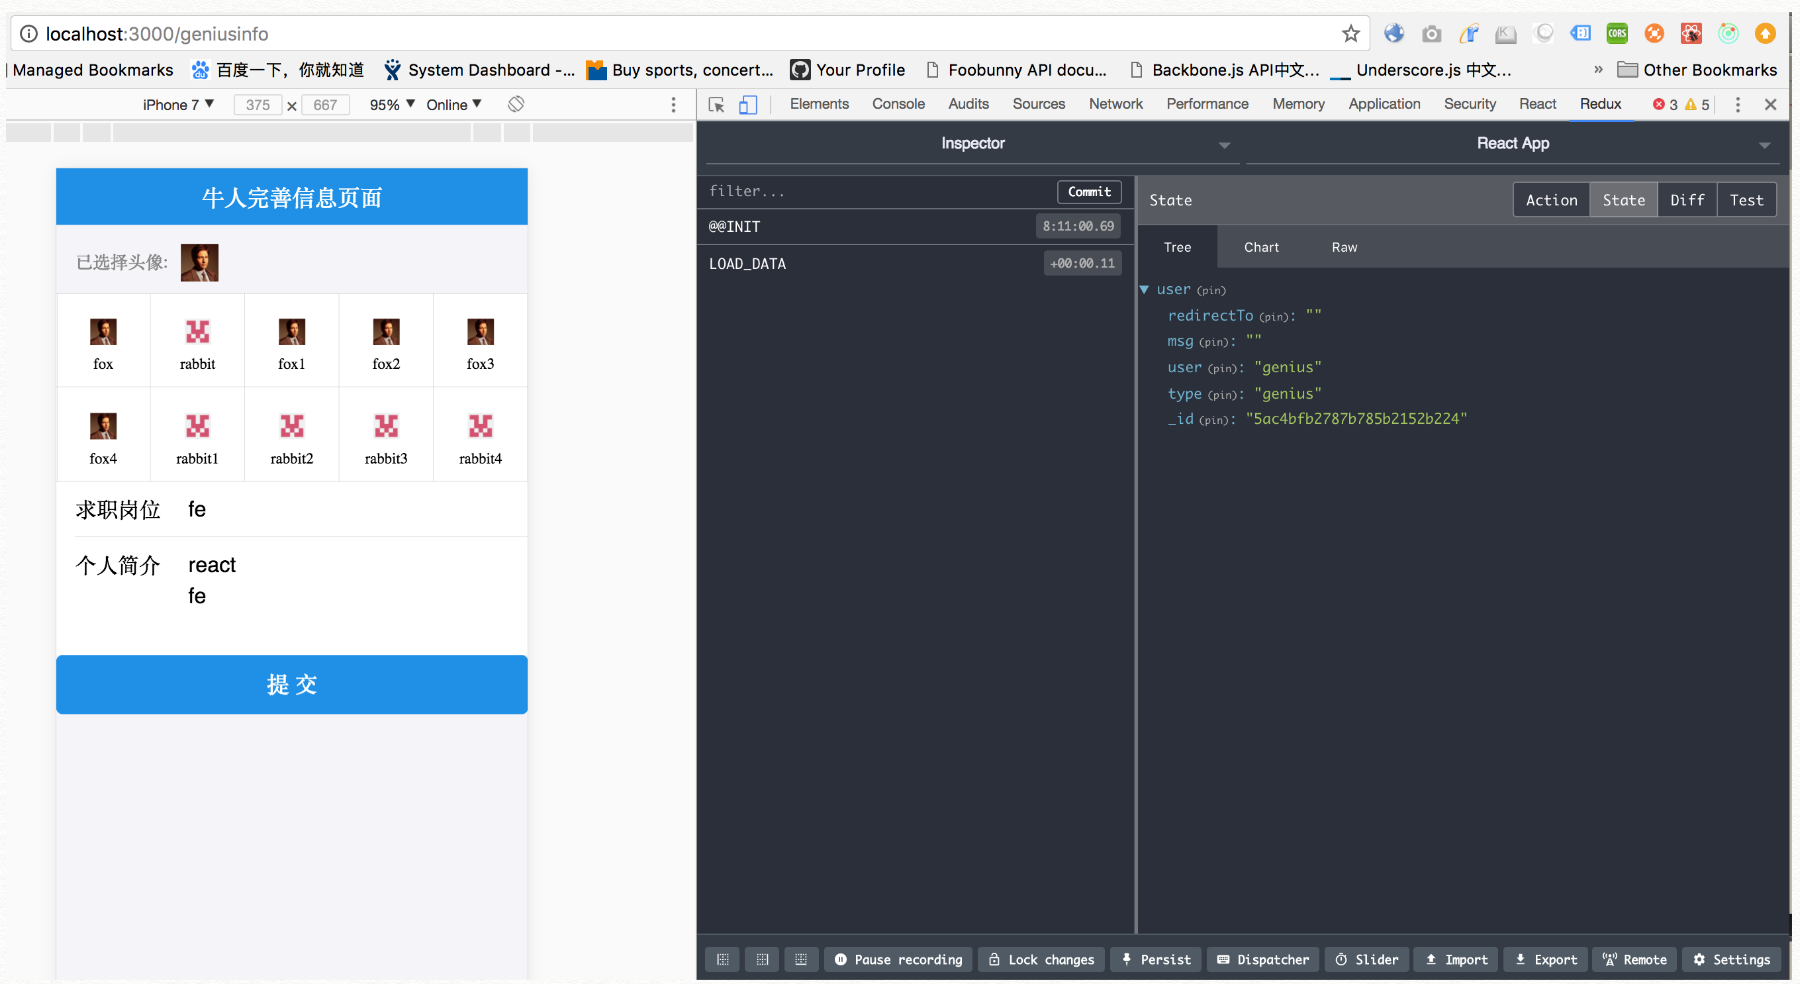 localhost:3000/geniusinfo
Managed Bookmarks 百度一下，你就知道 System Dashboard -... Buy sports, concert... Your Profile Foobunny API docu... Backbone.js API中文... Underscore.js 中文... » Other Bookmarks
iPhone 7 ▼ 375 × 667 95% ▼ Online ▼
Elements Console Audits Sources Network Performance Memory Application Security React Redux 3 5
Inspector React App
牛人完善信息页面
已选择头像:
fox rabbit fox1 fox2 fox3
fox4 rabbit1 rabbit2 rabbit3 rabbit4
求职岗位 fe
个人简介 react
fe
提 交
filter... Commit
@@INIT 8:11:00.69
LOAD_DATA +00:00.11
State Action State Diff Test
Tree Chart Raw
▼ user (pin)
redirectTo (pin): ""
msg (pin): ""
user (pin): "genius"
type (pin): "genius"
_id (pin): "5ac4bfb2787b785b2152b224"
Pause recording Lock changes Persist Dispatcher Slider Import Export Remote Settings